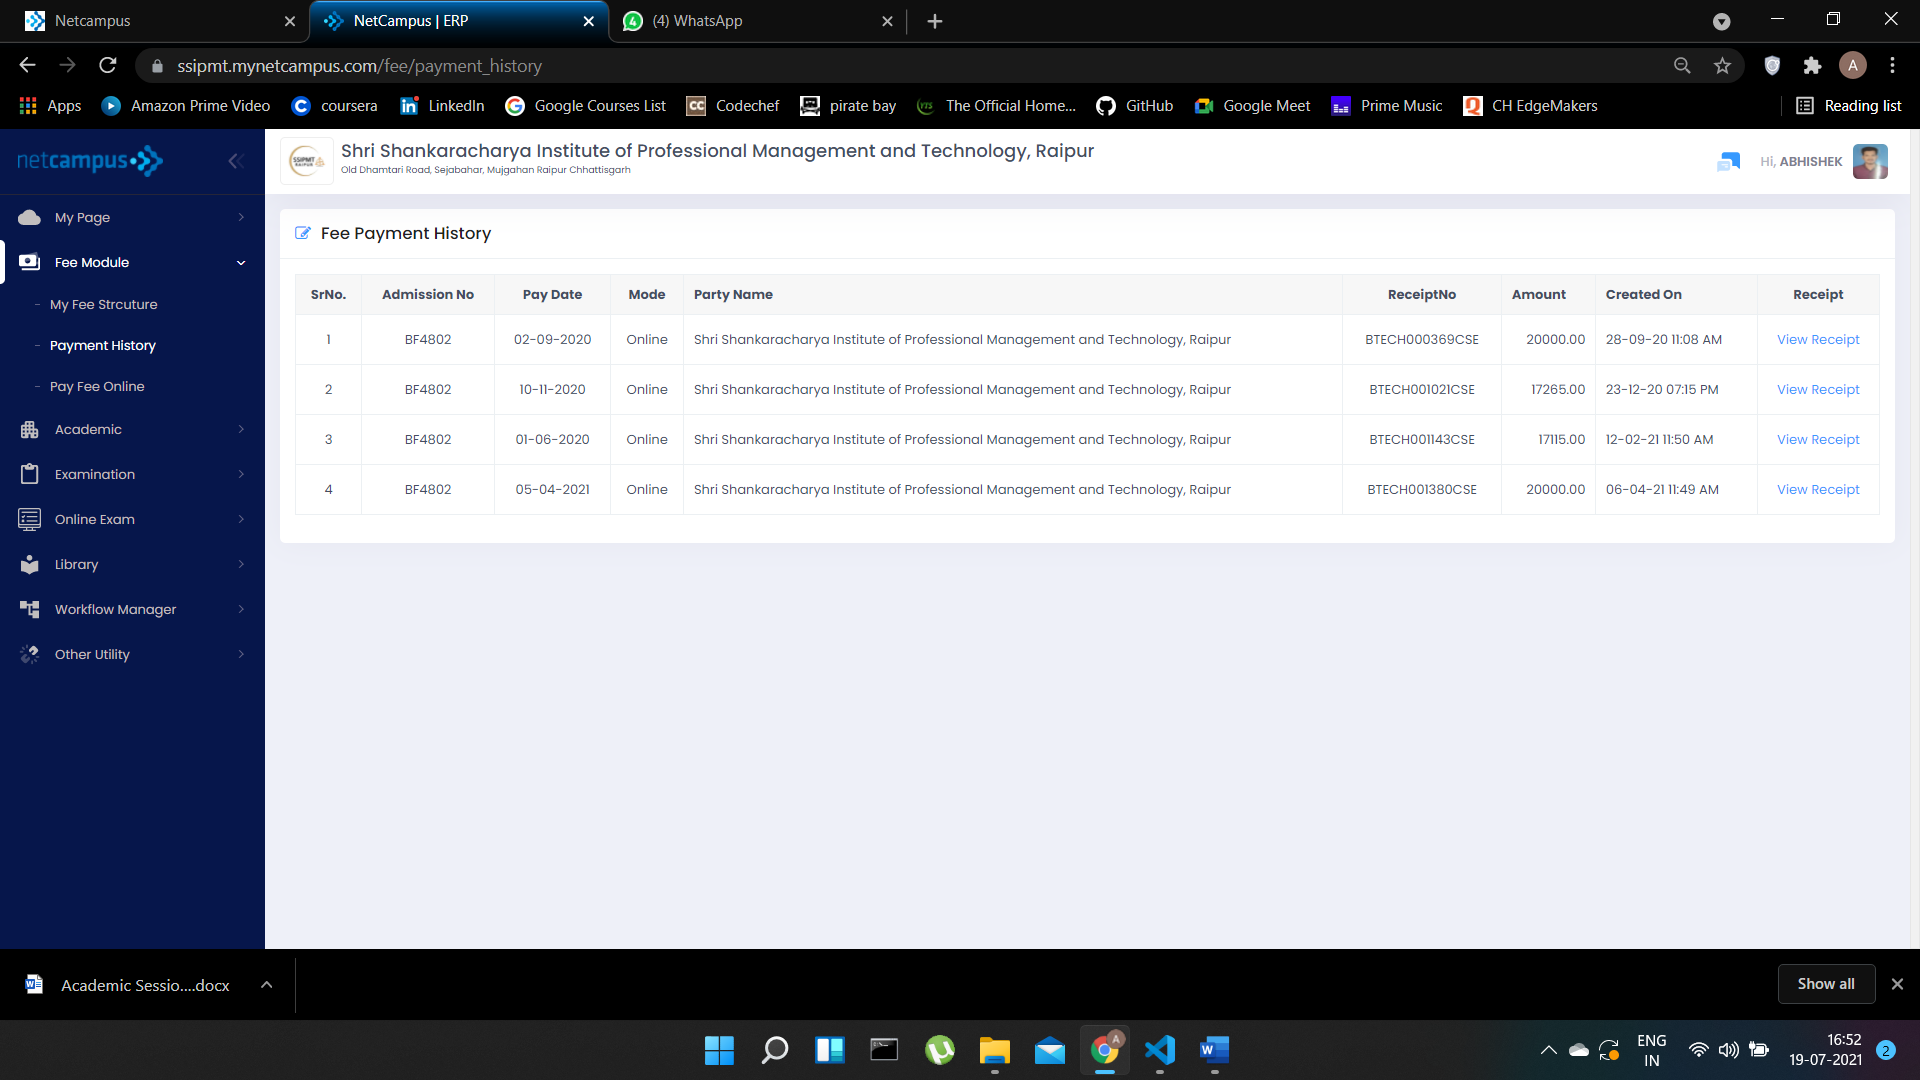 Netcampus
NetCampus | ERP
(4) WhatsApp
ssipmt.mynetcampus.com/fee/payment_history
A
Apps
Amazon Prime Video
coursera
LinkedIn
Google Courses List
Codechef
pirate bay
The Official Home...
GitHub
Google Meet
Prime Music
CH EdgeMakers
Reading list
netcampus
SSIPMT
RAIPUR
Shri Shankaracharya Institute of Professional Management and Technology, Raipur
Old Dhamtari Road, Sejabahar, Mujgahan Raipur Chhattisgarh
Hi, ABHISHEK
My Page
Fee Module
- My Fee Strcuture
- Payment History
- Pay Fee Online
Academic
Examination
Online Exam
Library
Workflow Manager
Other Utility
Fee Payment History
SrNo. Admission No Pay Date Mode Party Name ReceiptNo Amount Created On Receipt
1 BF4802 02-09-2020 Online Shri Shankaracharya Institute of Professional Management and Technology, Raipur BTECH000369CSE 20000.00 28-09-20 11:08 AM View Receipt
2 BF4802 10-11-2020 Online Shri Shankaracharya Institute of Professional Management and Technology, Raipur BTECH001021CSE 17265.00 23-12-20 07:15 PM View Receipt
3 BF4802 01-06-2020 Online Shri Shankaracharya Institute of Professional Management and Technology, Raipur BTECH001143CSE 17115.00 12-02-21 11:50 AM View Receipt
4 BF4802 05-04-2021 Online Shri Shankaracharya Institute of Professional Management and Technology, Raipur BTECH001380CSE 20000.00 06-04-21 11:49 AM View Receipt
Academic Sessio....docx
Show all
A
ENG
IN
16:52
19-07-2021
2